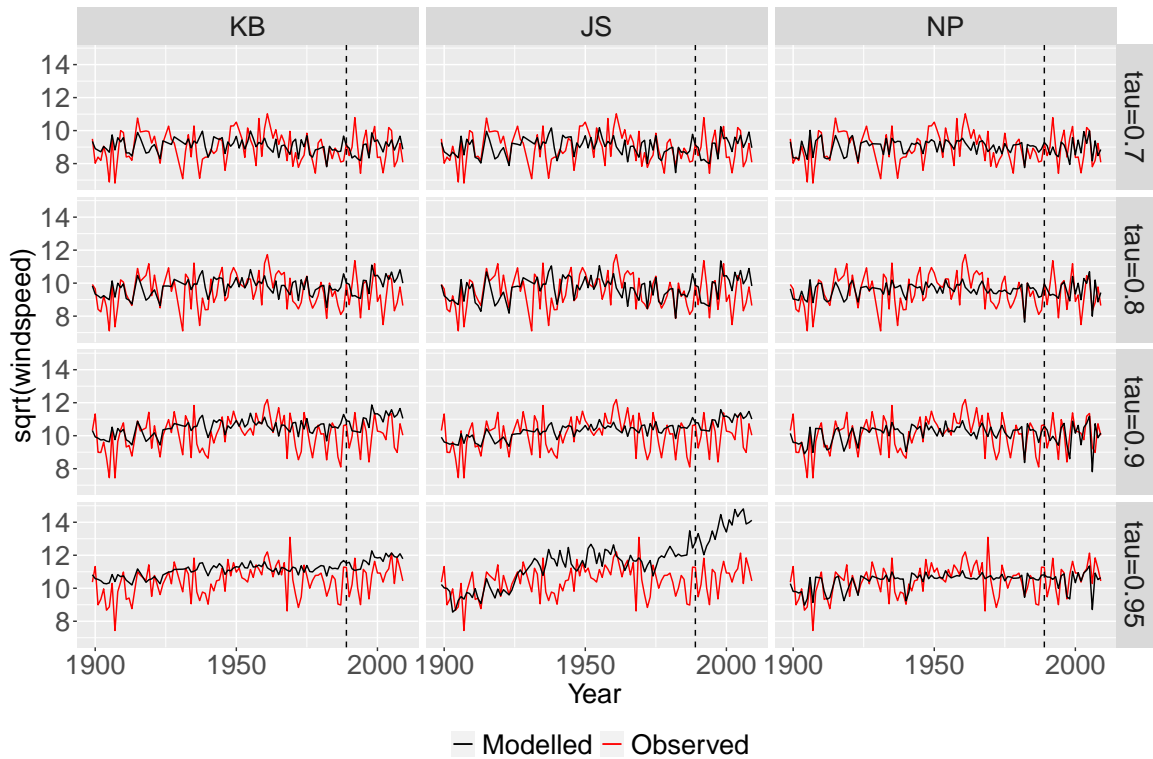 KB JS NP
14
12
10
8
tau=0.7
14
12
10
8
tau=0.8
sqrt(windspeed)
14
12
10
8
tau=0.9
14
12
10
8
tau=0.95
1900 1950 2000 1900 1950 2000 1900 1950 2000
Year
Modelled Observed